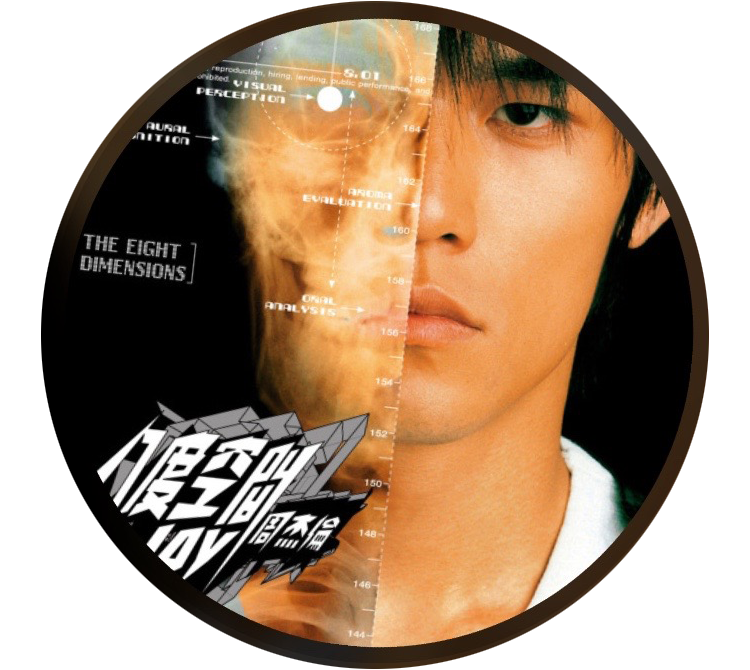 168
S.01
reproduction, hiring, lending, public performance, and
166
ohibited.
VISUAL
PERCEPTION
AURAL
NITION
164
162
AROMA
EVALUATION
160
THE EIGHT
DIMENSIONS
158
ORAL
ANALYSIS
156
154
152
八度空間
150
周杰倫
Jay
148
146
144